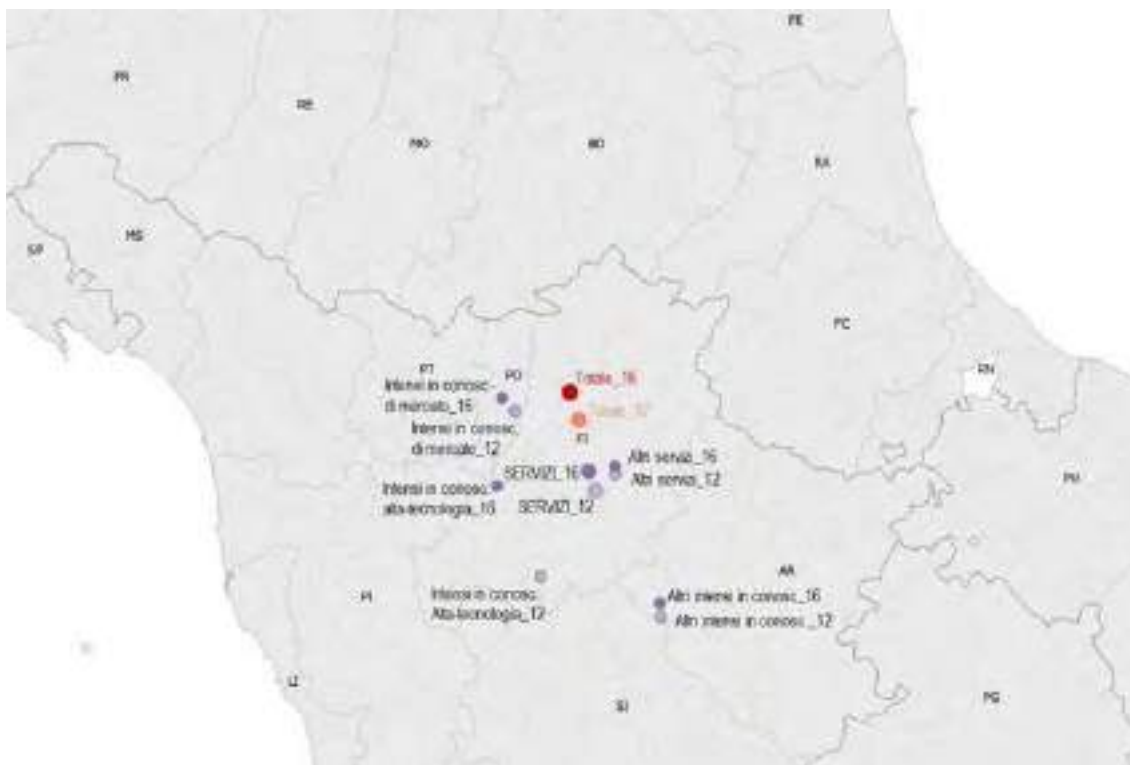 FE
PR
RE
MO
BO
RA
MS
SP
FC
RN
PT
PO
Totale_16
Intensi in conosc -
di mercato_16
Intensi in conosc.
di mercato_12
FI
Altri servizi_16
SERVIZI_16
Altri servizi_12
Intensi in conosc.
alta-tecnologia_16
SERVIZI_12
PU
AR
PI
Intensi in conosc.
Alta-tecnologia_12
Altri intensi in conosc._16
Altri intensi in conosc._12
LI
SI
PG